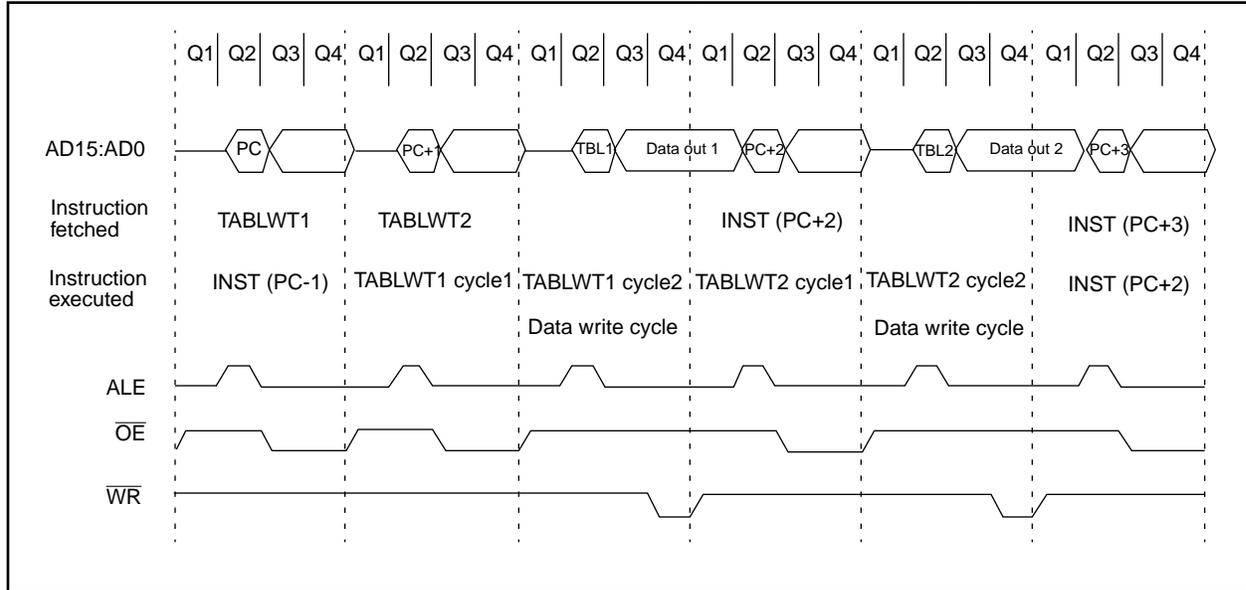 Q1 Q2 Q3 Q4 Q1 Q2 Q3 Q4 Q1 Q2 Q3 Q4 Q1 Q2 Q3 Q4 Q1 Q2 Q3 Q4 Q1 Q2 Q3 Q4
AD15:AD0 PC PC+1 TBL1 Data out 1 PC+2 TBL2 Data out 2 PC+3
Instruction
fetched
TABLWT1 TABLWT2 INST (PC+2) INST (PC+3)
Instruction
executed
INST (PC-1) TABLWT1 cycle1 TABLWT1 cycle2 TABLWT2 cycle1 TABLWT2 cycle2 INST (PC+2)
Data write cycle Data write cycle
ALE
OE
WR